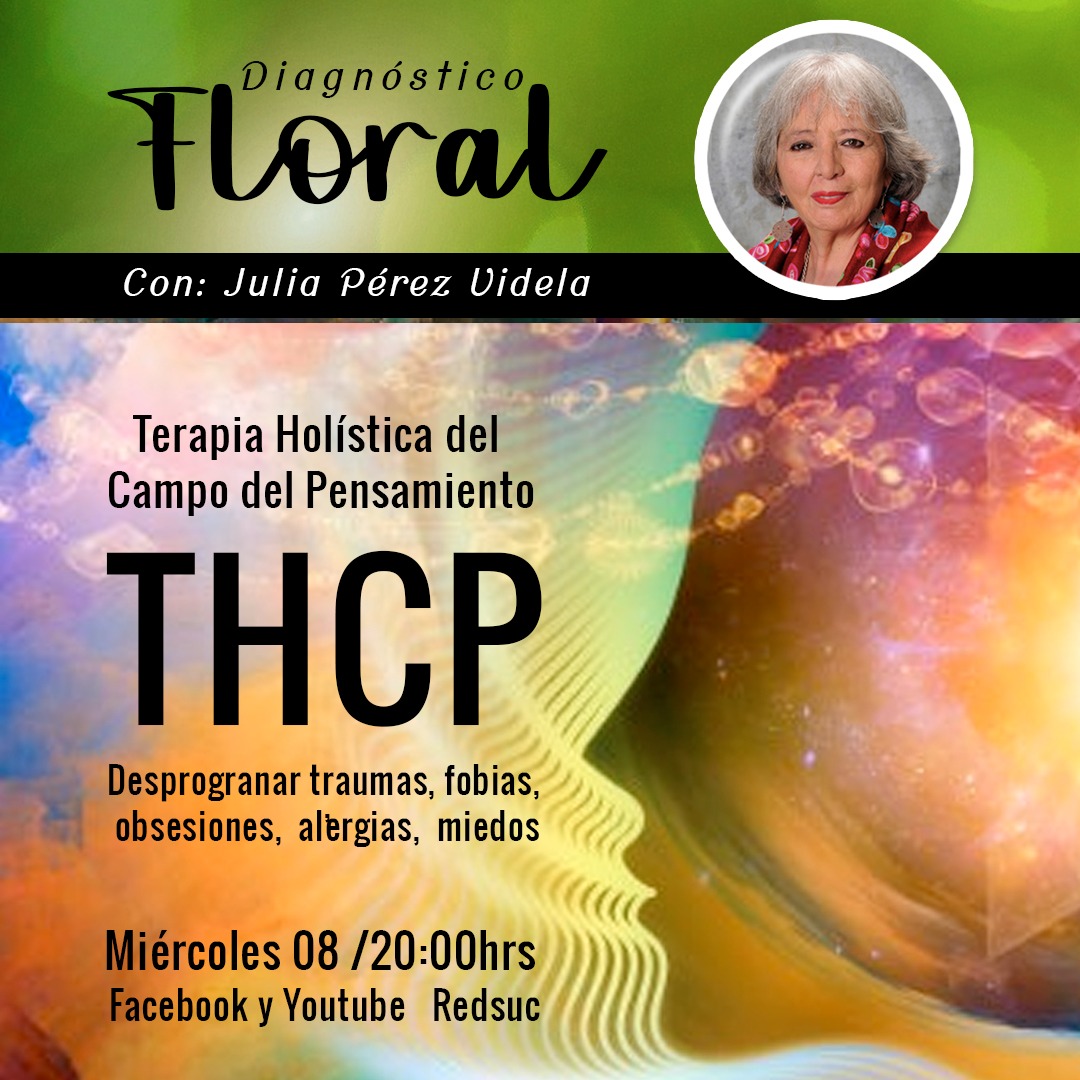 Diagnóstico
Floral
Con: Julia Pérez Videla
Terapia Holística del
Campo del Pensamiento
THCP
Desprogranar traumas, fobias,
obsesiones, alergias, miedos
Miércoles 08 /20:00hrs
Facebook y Youtube Redsuc